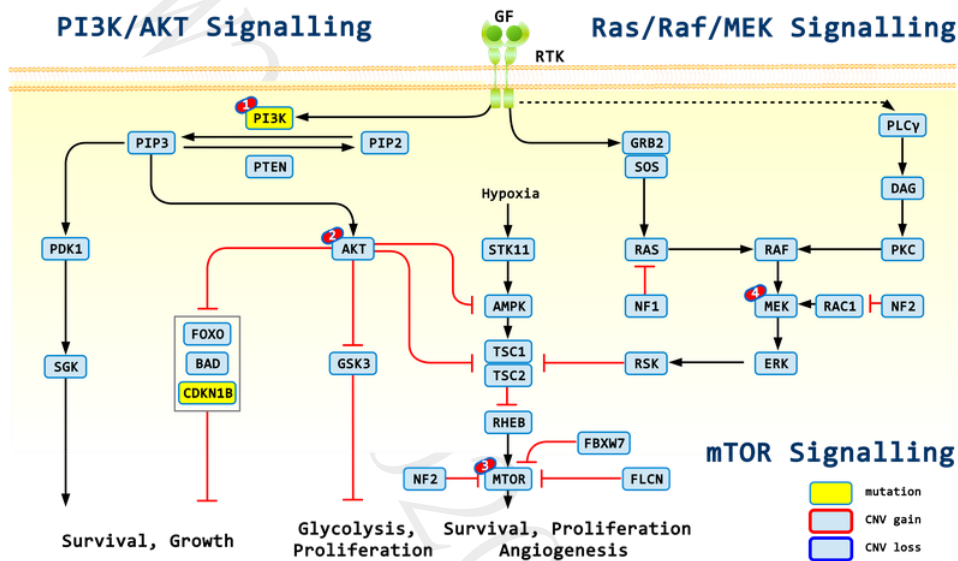 GF
PI3K/AKT Signalling
Ras/Raf/MEK Signalling
RTK
1
PI3K
PLCγ
PIP3
PIP2
GRB2
PTEN
SOS
DAG
Hypoxia
2
PDK1
AKT
STK11
RAS
RAF
PKC
4
AMPK
NF1
MEK
RAC1
NF2
FOXO
TSC1
BAD
GSK3
RSK
ERK
SGK
TSC2
CDKN1B
RHEB
FBXW7
mTOR Signalling
3
NF2
MTOR
FLCN
mutation
CNV gain
CNV loss
Survival, Growth
Glycolysis,
Proliferation
Survival, Proliferation
Angiogenesis